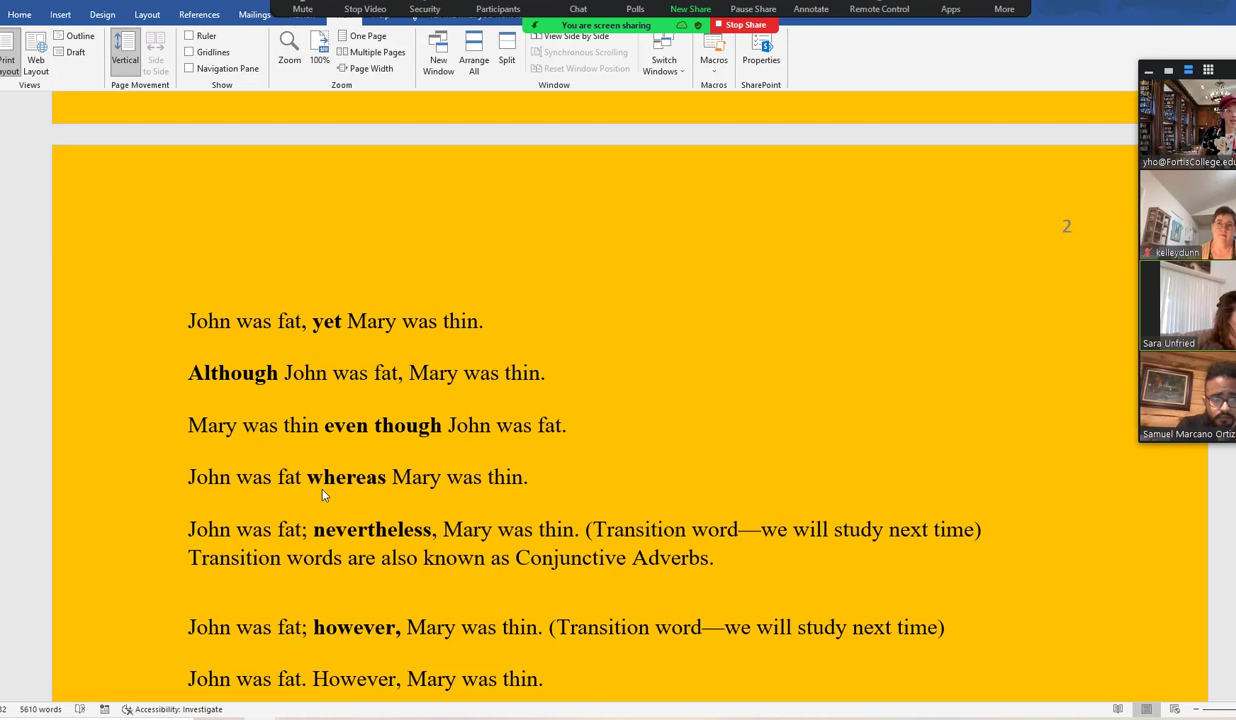 Mute Stop Video Security Participants Chat Polls New Share Pause Share Annotate Remote Control Apps More
Home Insert Design Layout References Mailings
You are screen sharing Stop Share
Print Layout Web Layout Outline Draft Vertical Side to Side Ruler Gridlines Navigation Pane Zoom 100% One Page Multiple Pages Page Width New Window Arrange All Split View Side by Side Synchronous Scrolling Reset Window Position Switch Windows Macros Properties
Views Page Movement Show Zoom Window Macros SharePoint
yho@FortisCollege.edu
2
kelleydunn
John was fat, yet Mary was thin.
Sara Unfried
Although John was fat, Mary was thin.
Mary was thin even though John was fat.
Samuel Marcano Ortiz
John was fat whereas Mary was thin.
John was fat; nevertheless, Mary was thin. (Transition word—we will study next time)
Transition words are also known as Conjunctive Adverbs.
John was fat; however, Mary was thin. (Transition word—we will study next time)
John was fat. However, Mary was thin.
32 5610 words Accessibility: Investigate